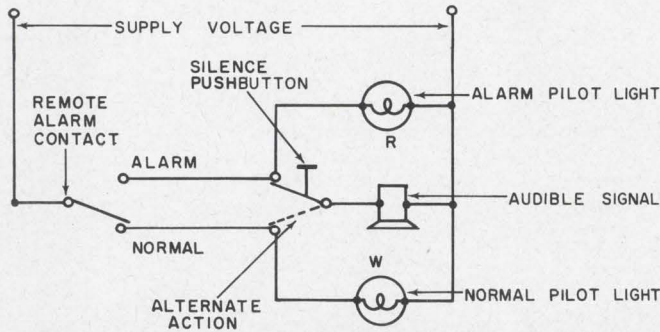 SUPPLY VOLTAGE
SILENCE
PUSHBUTTON
REMOTE
ALARM
CONTACT
ALARM PILOT LIGHT
R
ALARM
AUDIBLE SIGNAL
NORMAL
W
NORMAL PILOT LIGHT
ALTERNATE
ACTION